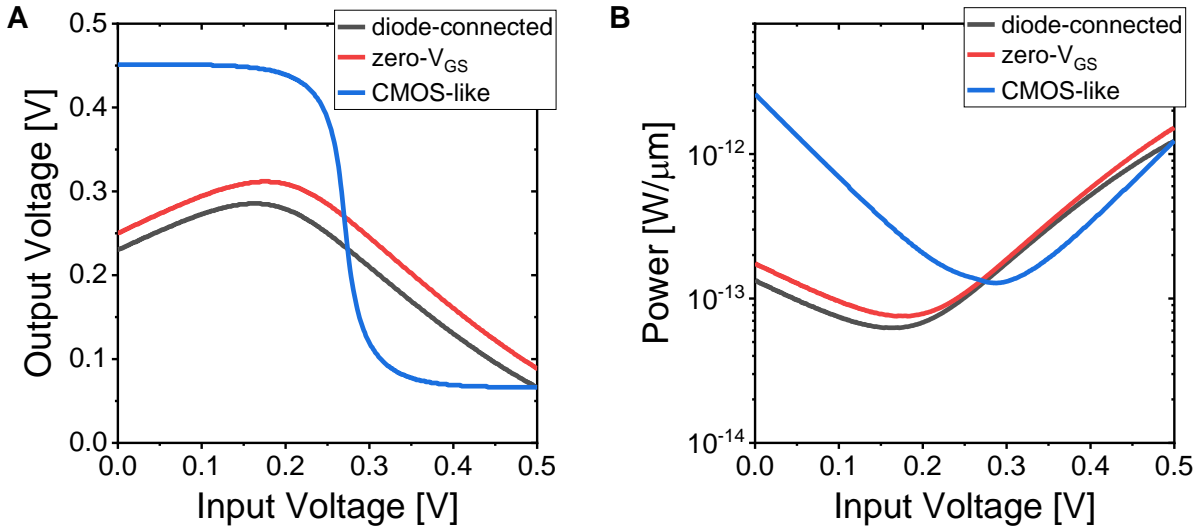 A
diode-connected
zero-V_GS
CMOS-like
Output Voltage [V]
0.5
0.4
0.3
0.2
0.1
0.0
0.0 0.1 0.2 0.3 0.4 0.5
Input Voltage [V]
B
diode-connected
zero-V_GS
CMOS-like
Power [W/μm]
10^-12
10^-13
10^-14
0.0 0.1 0.2 0.3 0.4 0.5
Input Voltage [V]